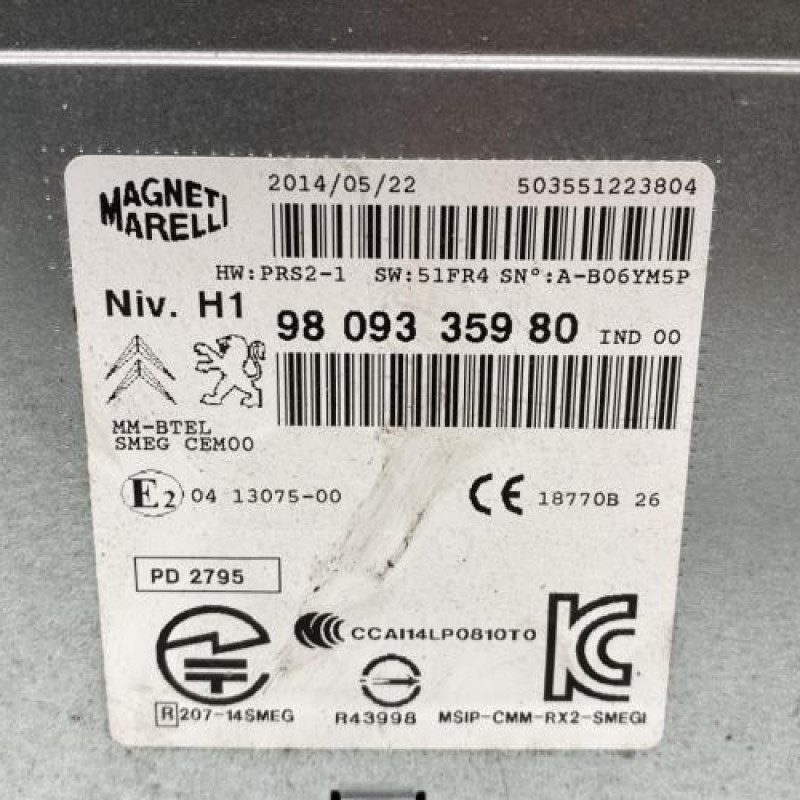 MAGNETI MARELLI
2014/05/22 503551223804
HW:PRS2-1 SW:51FR4 SN°:A-B06YM5P
Niv. H1
98 093 359 80 IND 00
MM-BTEL
SMEG CEM00
E2 04 13075-00
CE 18770B 26
PD 2795
CCC CCAI14LP0810T0
KC
R 207-14SMEG
R43998
MSIP-CMM-RX2-SMEGI